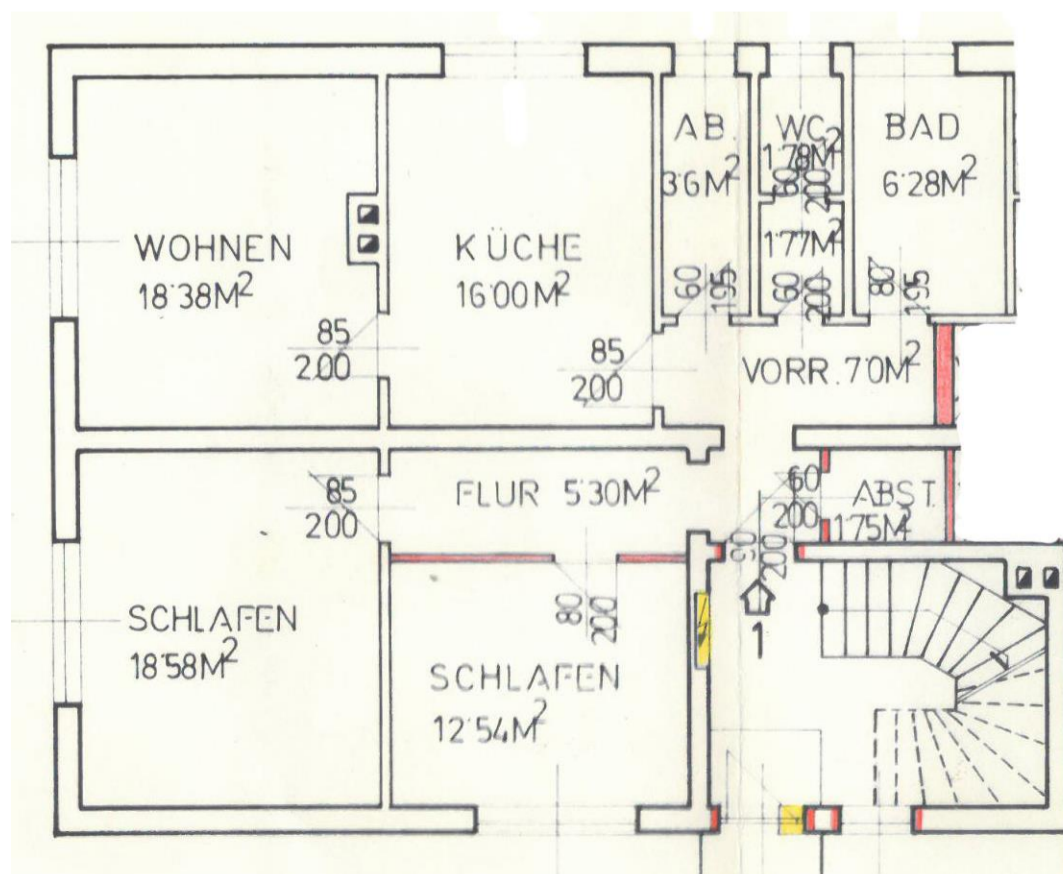 AB.
3'6M²
WC
1'78M²
60
200
BAD
6'28M²
WOHNEN
18'38M²
KÜCHE
16'00M²
1'77M²
60
195
60
200
80
195
85
200
85
200
VORR. 7'0M²
85
200
FLUR 5'30M²
60
200
ABST.
1'75M²
90
200
1
80
200
SCHLAFEN
18'58M²
SCHLAFEN
12'54M²